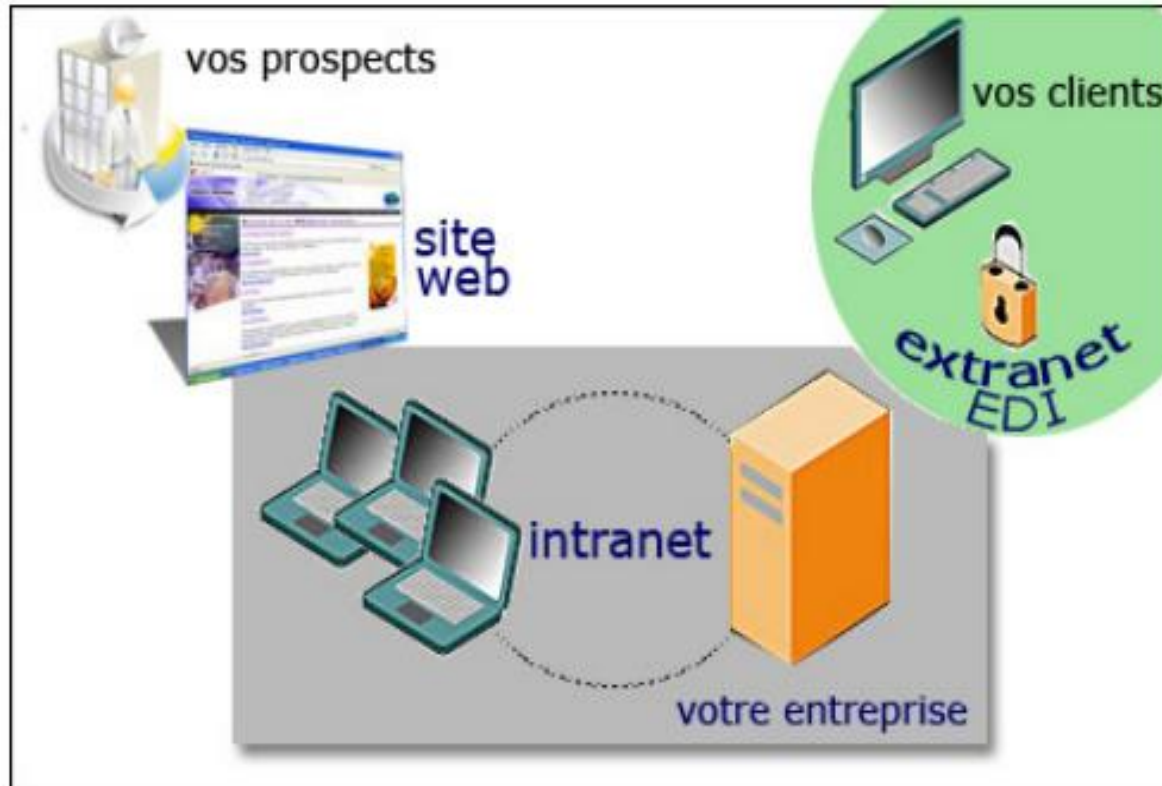 vos prospects
vos clients
site
web
extranet
EDI
intranet
votre entreprise